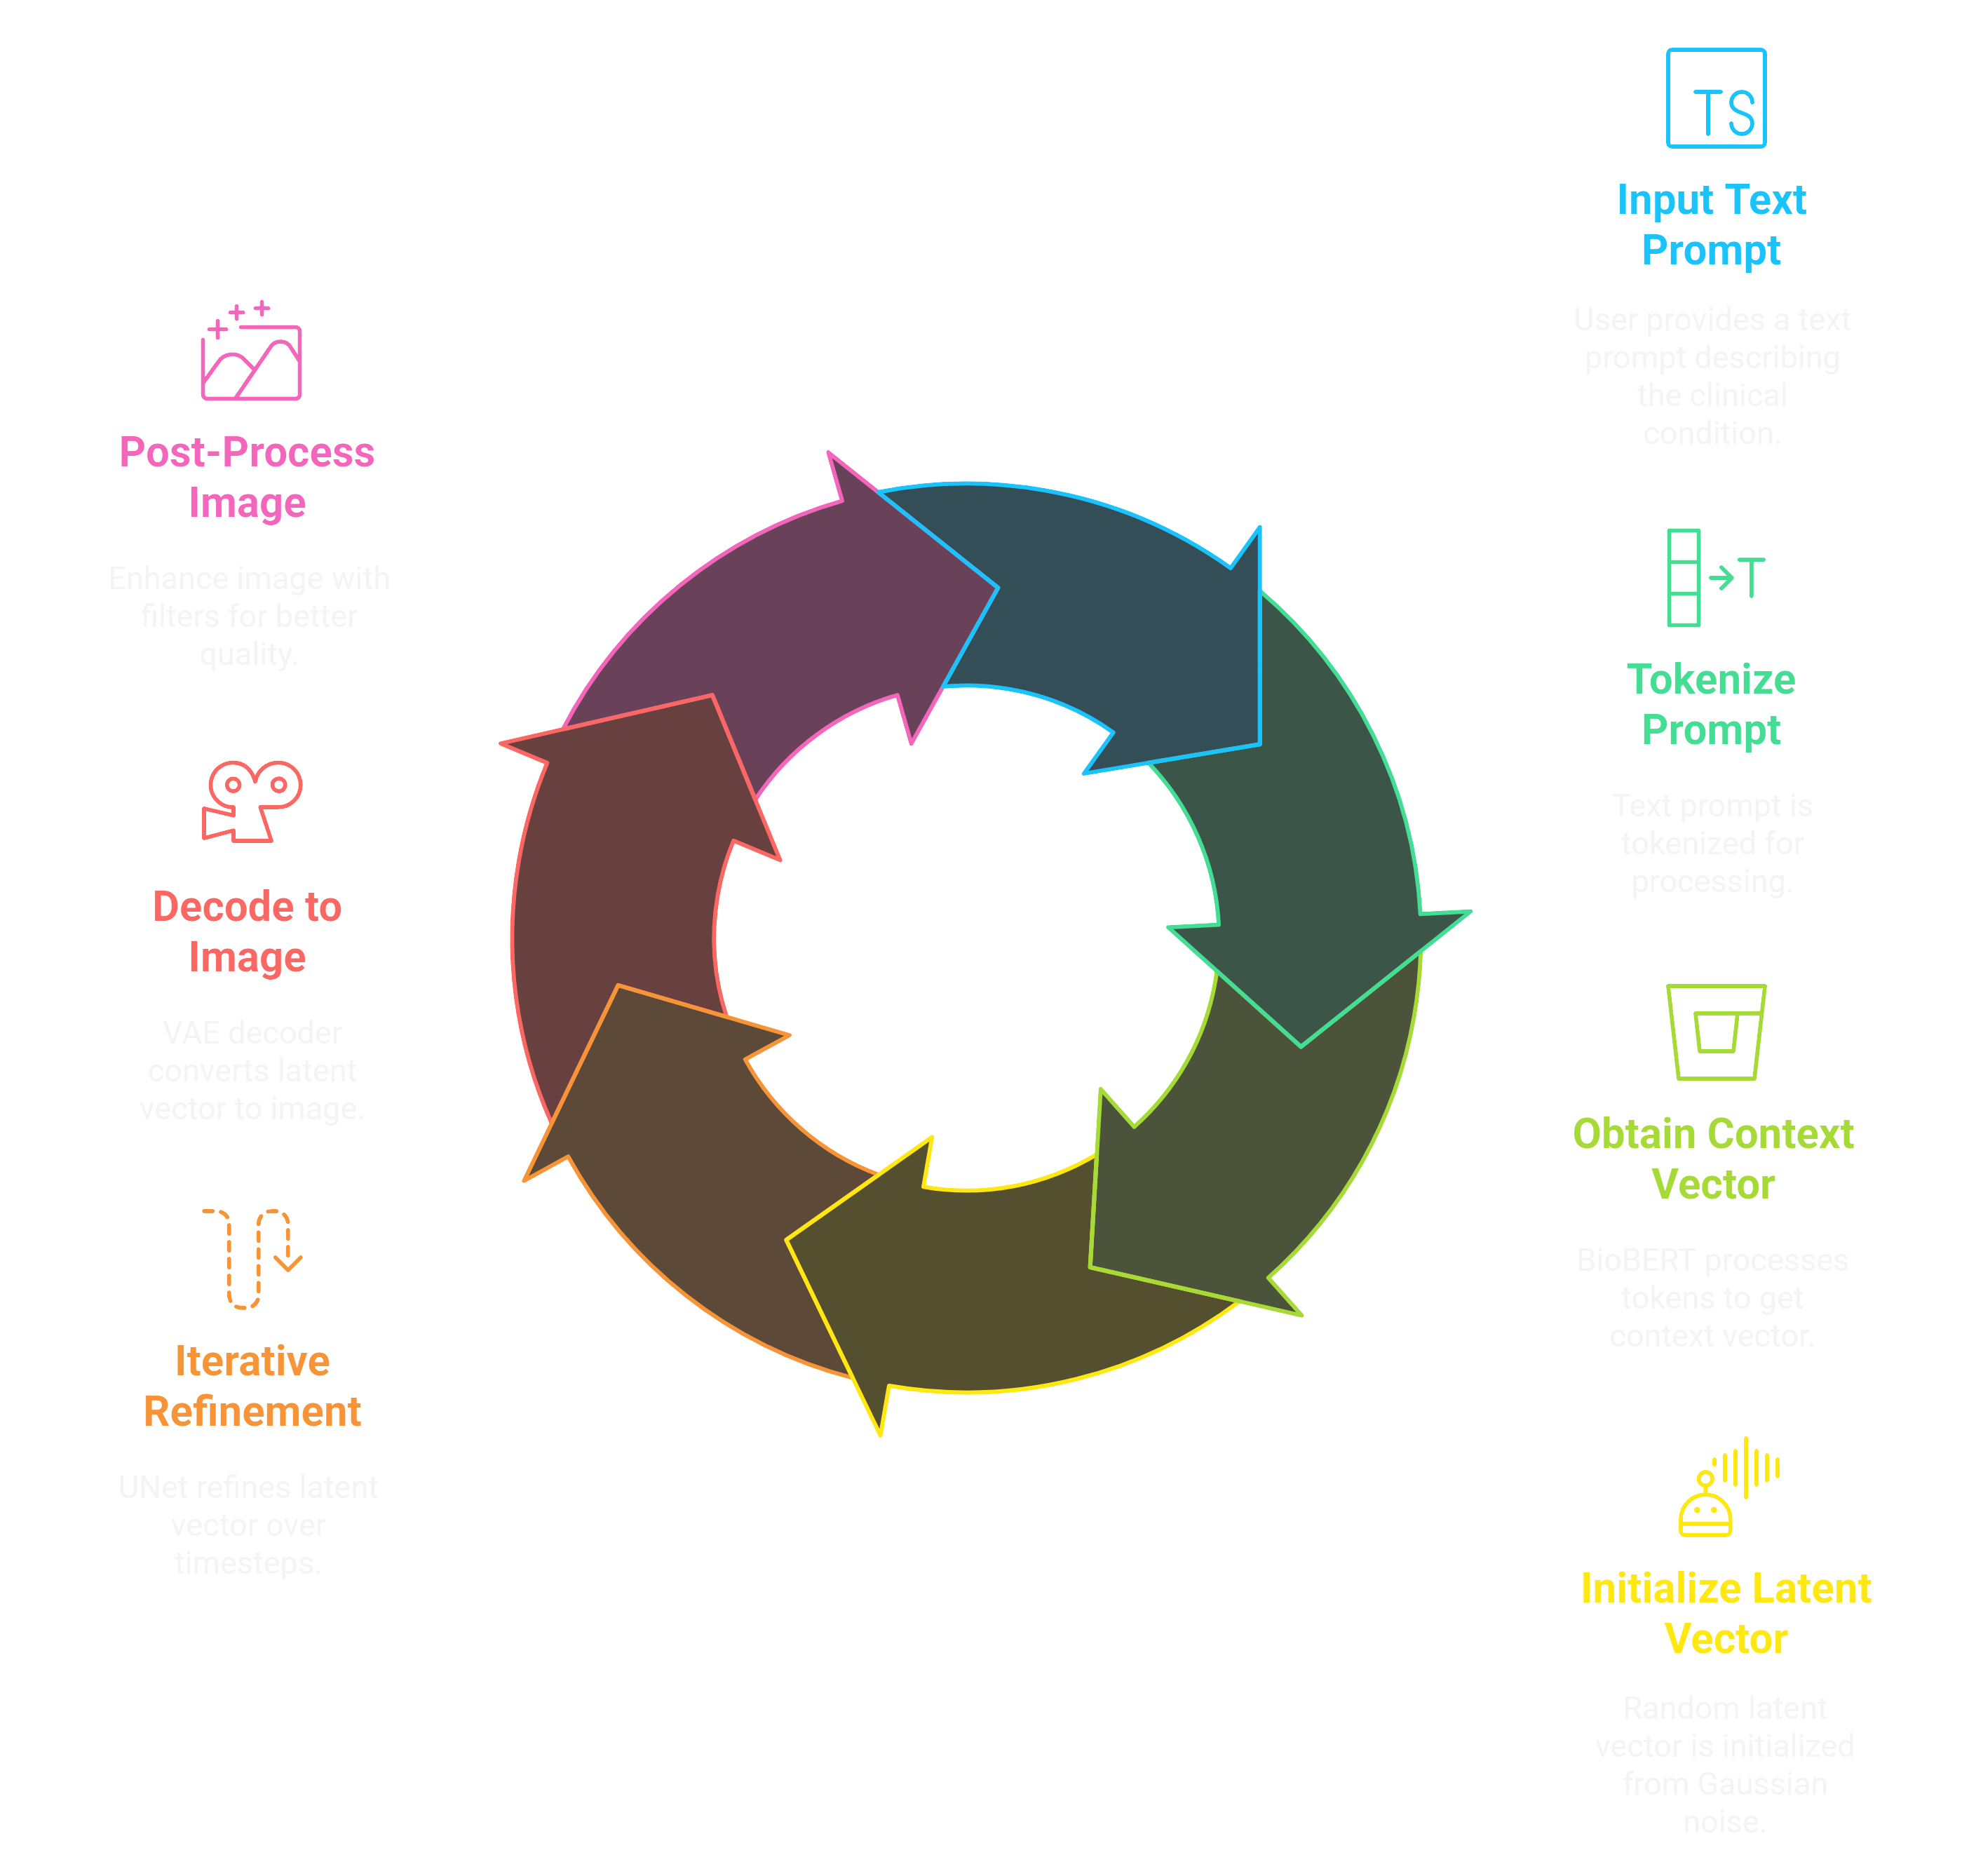 TS
Input Text
Prompt
User provides a text
prompt describing
the clinical
condition.
T
Tokenize
Prompt
Text prompt is
tokenized for
processing.
Obtain Context
Vector
BioBERT processes
tokens to get
context vector.
Initialize Latent
Vector
Random latent
vector is initialized
from Gaussian
noise.
Iterative
Refinement
UNet refines latent
vector over
timesteps.
Decode to
Image
VAE decoder
converts latent
vector to image.
Post-Process
Image
Enhance image with
filters for better
quality.